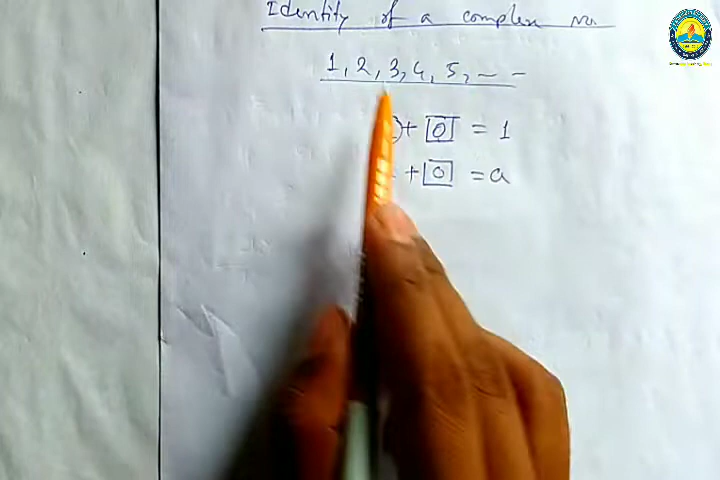 Identity of a complex no
1, 2, 3, 4, 5, – –
)+ 0 = 1
+ 0 = a